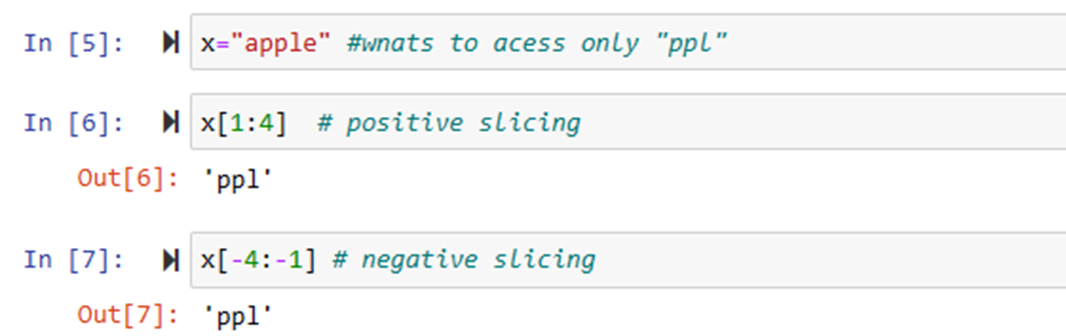 In [5]: x="apple" #wnats to acess only "ppl"
In [6]: x[1:4] # positive slicing
Out[6]: 'ppl'
In [7]: x[-4:-1] # negative slicing
Out[7]: 'ppl'